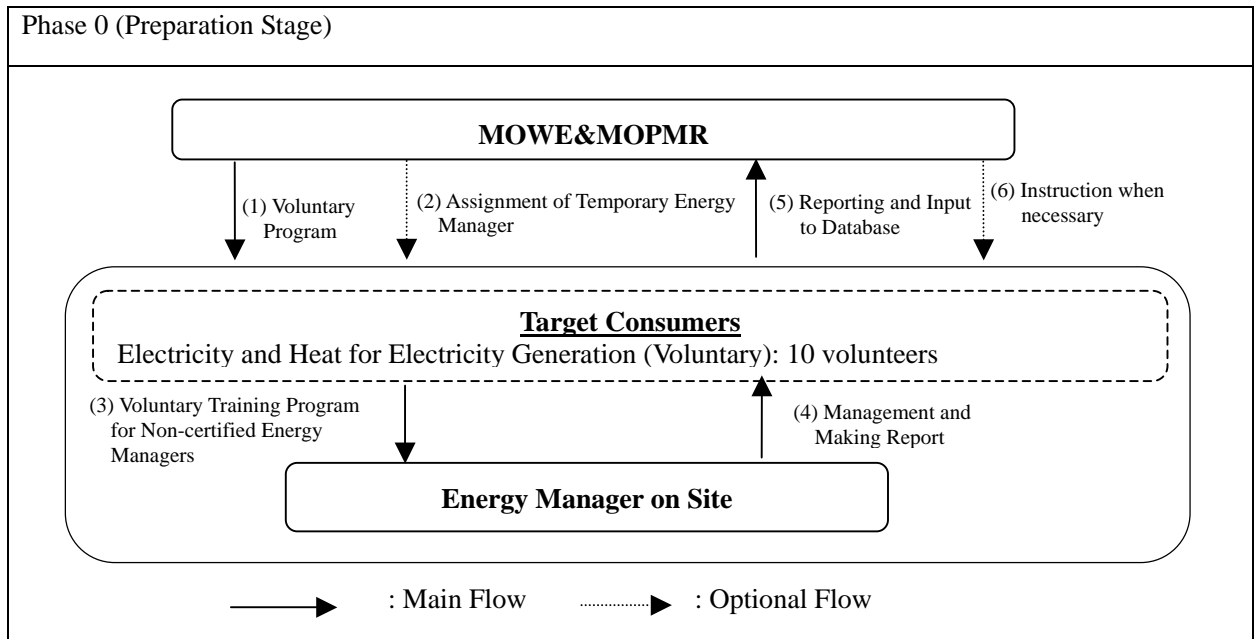 Phase 0 (Preparation Stage)
MOWE&MOPMR
(1) Voluntary
Program
(2) Assignment of Temporary Energy
Manager
(5) Reporting and Input
to Database
(6) Instruction when
necessary
Target Consumers
Electricity and Heat for Electricity Generation (Voluntary): 10 volunteers
(3) Voluntary Training Program
for Non-certified Energy
Managers
(4) Management and
Making Report
Energy Manager on Site
: Main Flow
: Optional Flow